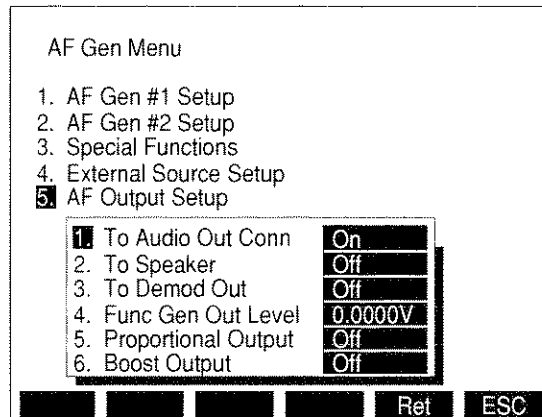 AF Gen Menu
1. AF Gen #1 Setup
2. AF Gen #2 Setup
3. Special Functions
4. External Source Setup
5. AF Output Setup
1. To Audio Out Conn On
2. To Speaker Off
3. To Demod Out Off
4. Func Gen Out Level 0.0000V
5. Proportional Output Off
6. Boost Output Off
Ret ESC